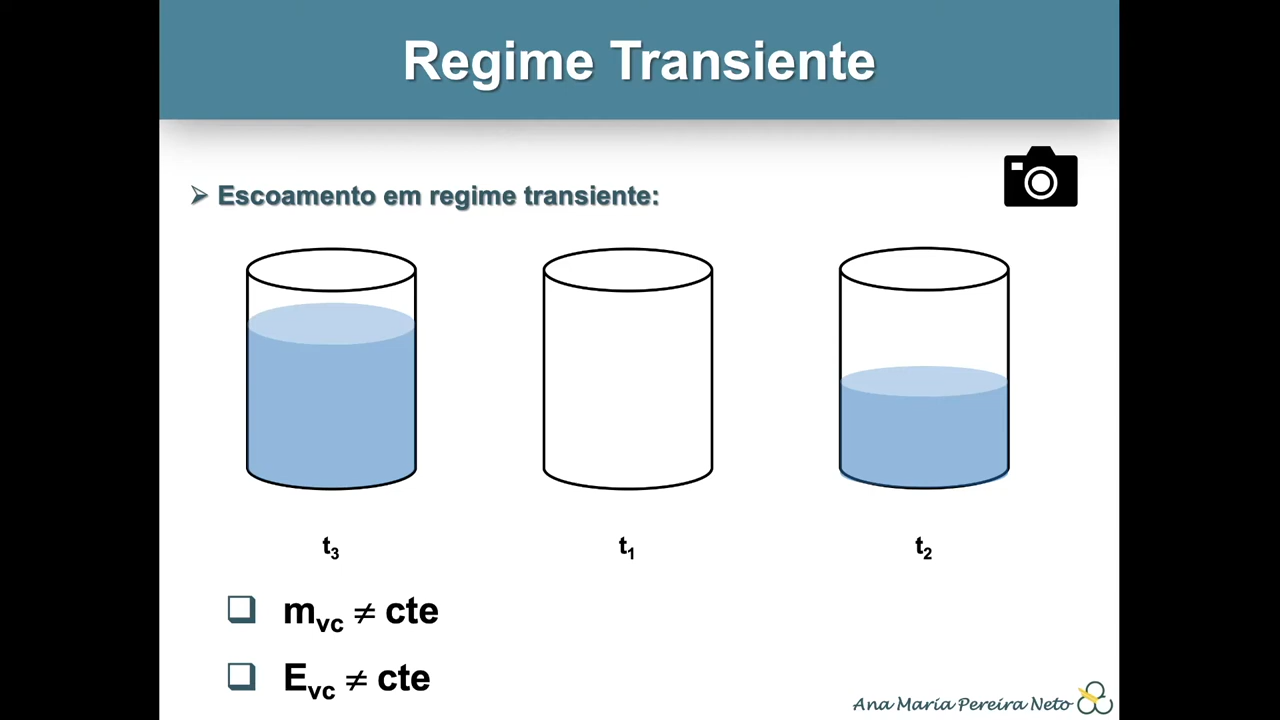 Regime Transiente
Escoamento em regime transiente:
t₃ t₁ t₂
m_vc ≠ cte
E_vc ≠ cte
Ana Maria Pereira Neto